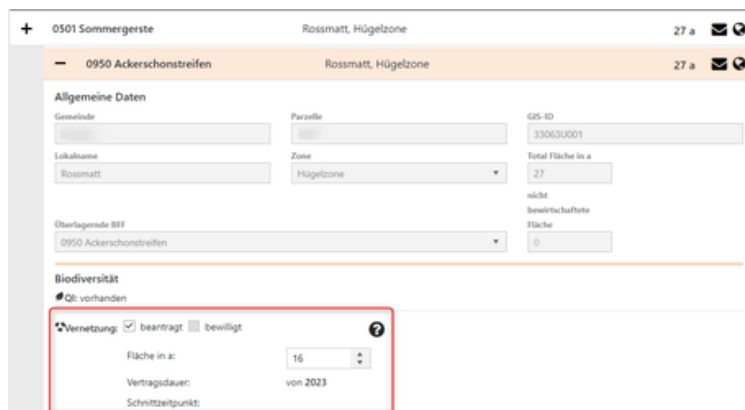 0501 Sommergerste Rossmatt, Hügelzone 27 a
0950 Ackerschonstreifen Rossmatt, Hügelzone 27 a
Allgemeine Daten
Gemeinde Parzelle GIS-ID
33063U001
Lokalname Zone Total Fläche in a
Rossmatt Hügelzone 27
nicht
bewirtschaftete
Überlagernde BFF Fläche
0950 Ackerschonstreifen 0
Biodiversität
QI: vorhanden
Vernetzung: beantragt bewilligt
Fläche in a: 16
Vertragsdauer: von 2023
Schnittzeitpunkt: